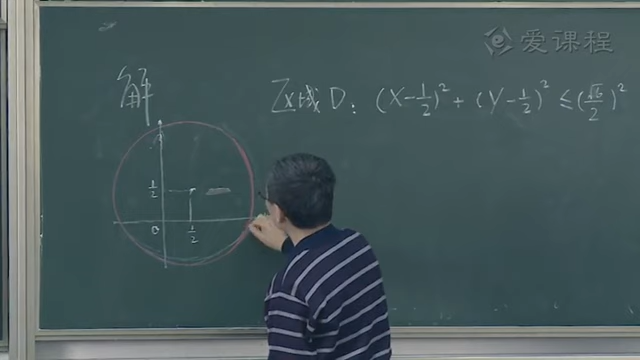 爱课程
解
区域D: (X-1/2)² + (Y-1/2)² ≤ (√6/2)²
1/2
0
1/2